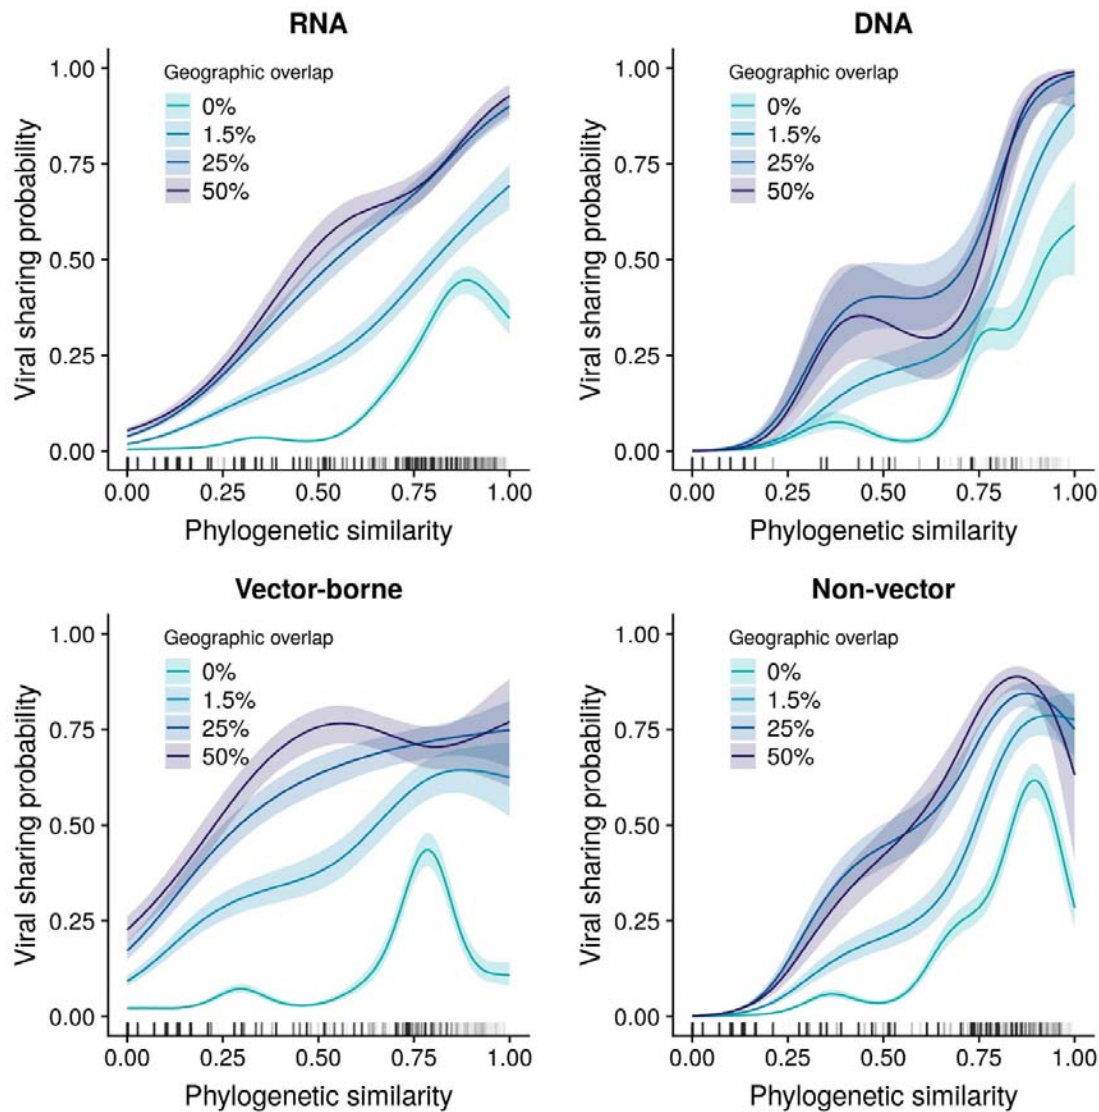 RNA
Viral sharing probability
1.00
0.75
0.50
0.25
0.00
Geographic overlap
0%
1.5%
25%
50%
0.00 0.25 0.50 0.75 1.00
Phylogenetic similarity
DNA
Viral sharing probability
1.00
0.75
0.50
0.25
0.00
Geographic overlap
0%
1.5%
25%
50%
0.00 0.25 0.50 0.75 1.00
Phylogenetic similarity
Vector-borne
Viral sharing probability
1.00
0.75
0.50
0.25
0.00
Geographic overlap
0%
1.5%
25%
50%
0.00 0.25 0.50 0.75 1.00
Phylogenetic similarity
Non-vector
Viral sharing probability
1.00
0.75
0.50
0.25
0.00
Geographic overlap
0%
1.5%
25%
50%
0.00 0.25 0.50 0.75 1.00
Phylogenetic similarity